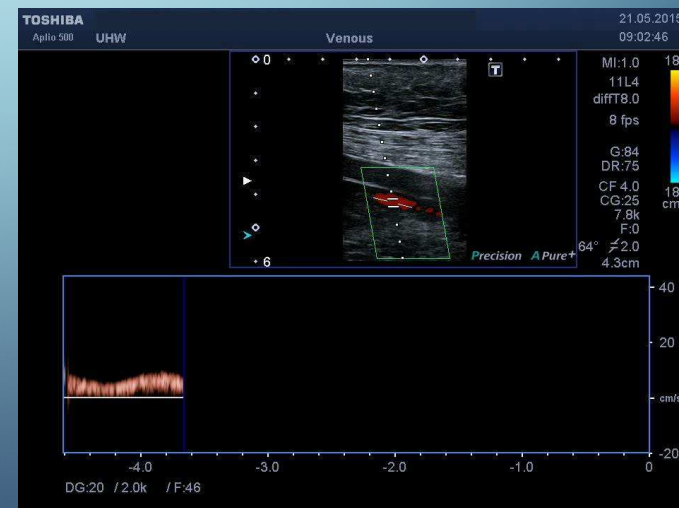 TOSHIBA
21.05.2015
Aplio 500 UHW Venous 09:02:46
0
T
MI:1.0
11L4
diffT8.0
8 fps
G:84
DR:75
CF 4.0
CG:25
7.8k
F:0
64° 2.0
4.3cm
18
18
cm/s
6
Precision A Pure+
40
20
cm/s
-20
-4.0 -3.0 -2.0 -1.0 0
DG:20 / 2.0k / F:46